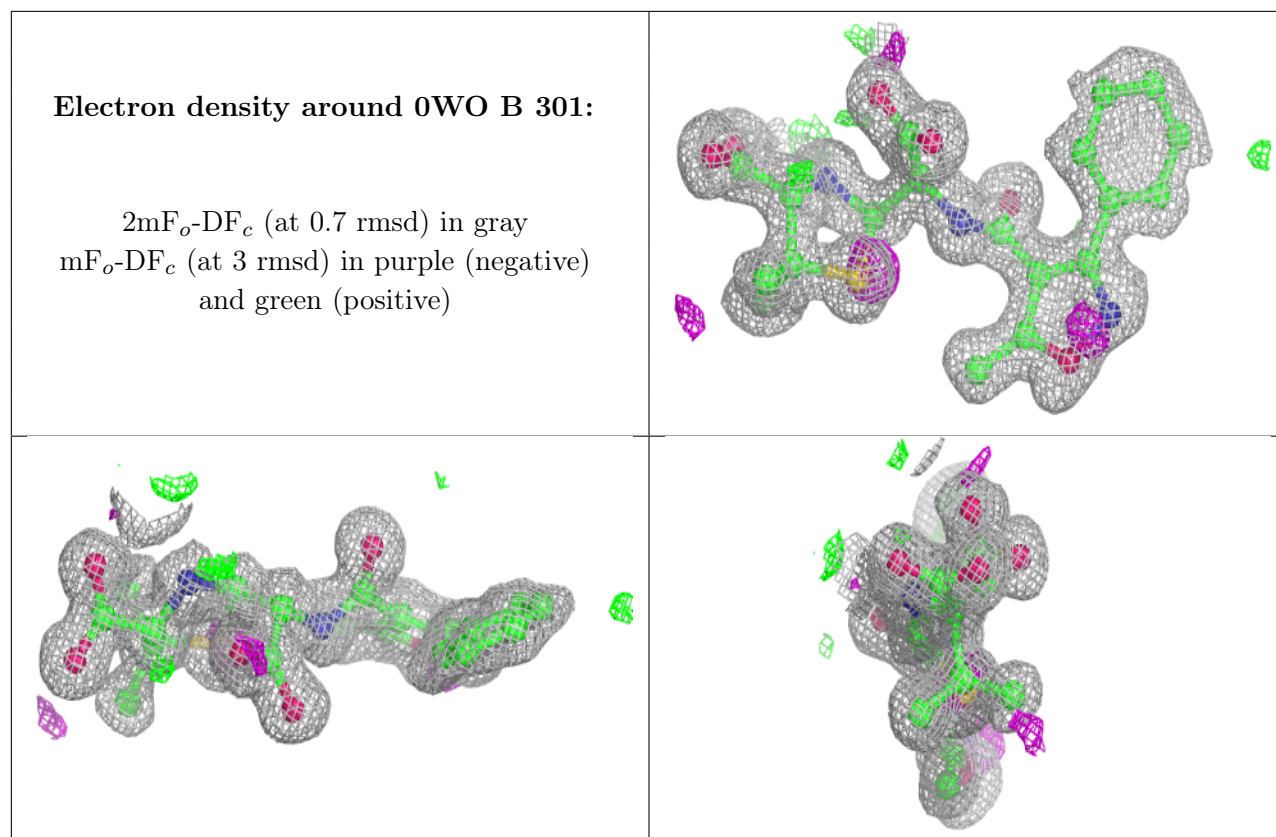 Electron density around 0WO B 301:
2mFo-DFc (at 0.7 rmsd) in gray
mFo-DFc (at 3 rmsd) in purple (negative)
and green (positive)